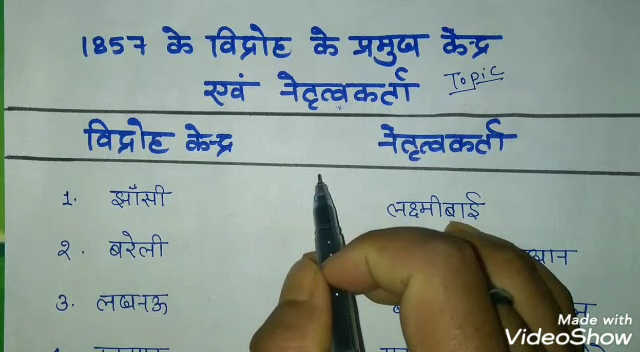 1857 के विद्रोह के प्रमुख केन्द्र
एवं नेतृत्वकर्ता Topic
विद्रोह केन्द्र नेतृत्वकर्ता
1. झाँसी लक्ष्मीबाई
2. बरेली
3. लखनऊ
Made with
VideoShow